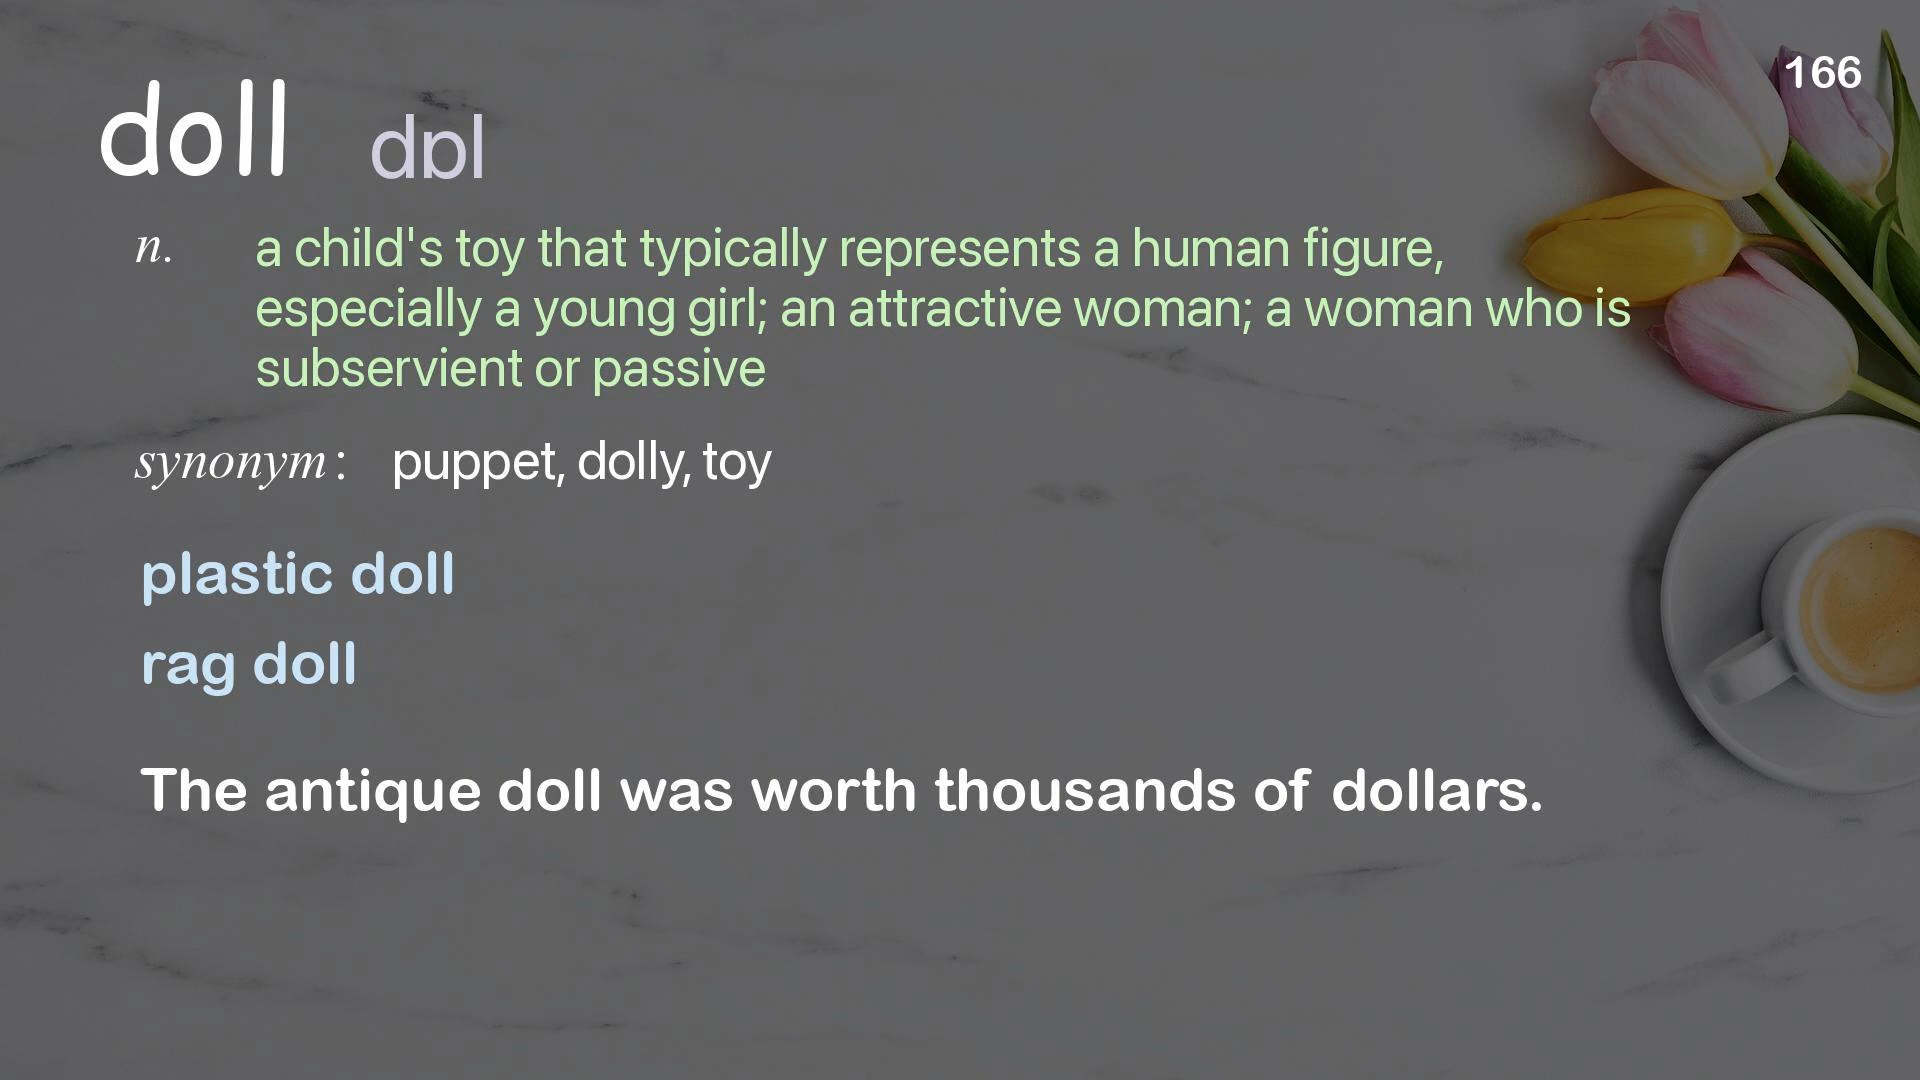 166
doll dɒl
n. a child's toy that typically represents a human figure,
especially a young girl; an attractive woman; a woman who is
subservient or passive
synonym: puppet, dolly, toy
plastic doll
rag doll
The antique doll was worth thousands of dollars.